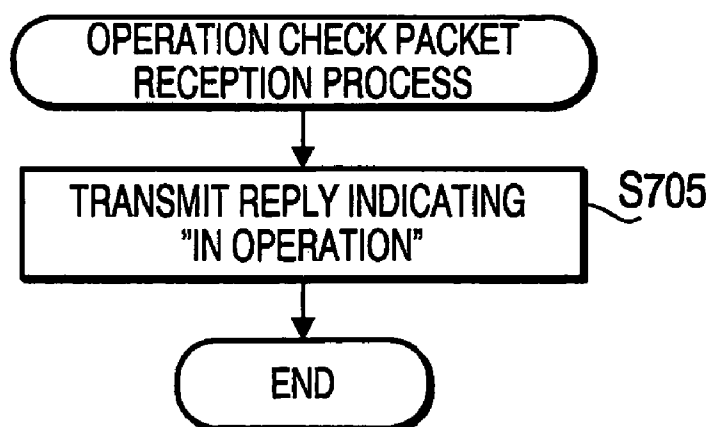 OPERATION CHECK PACKET
RECEPTION PROCESS
TRANSMIT REPLY INDICATING
"IN OPERATION"
S705
END